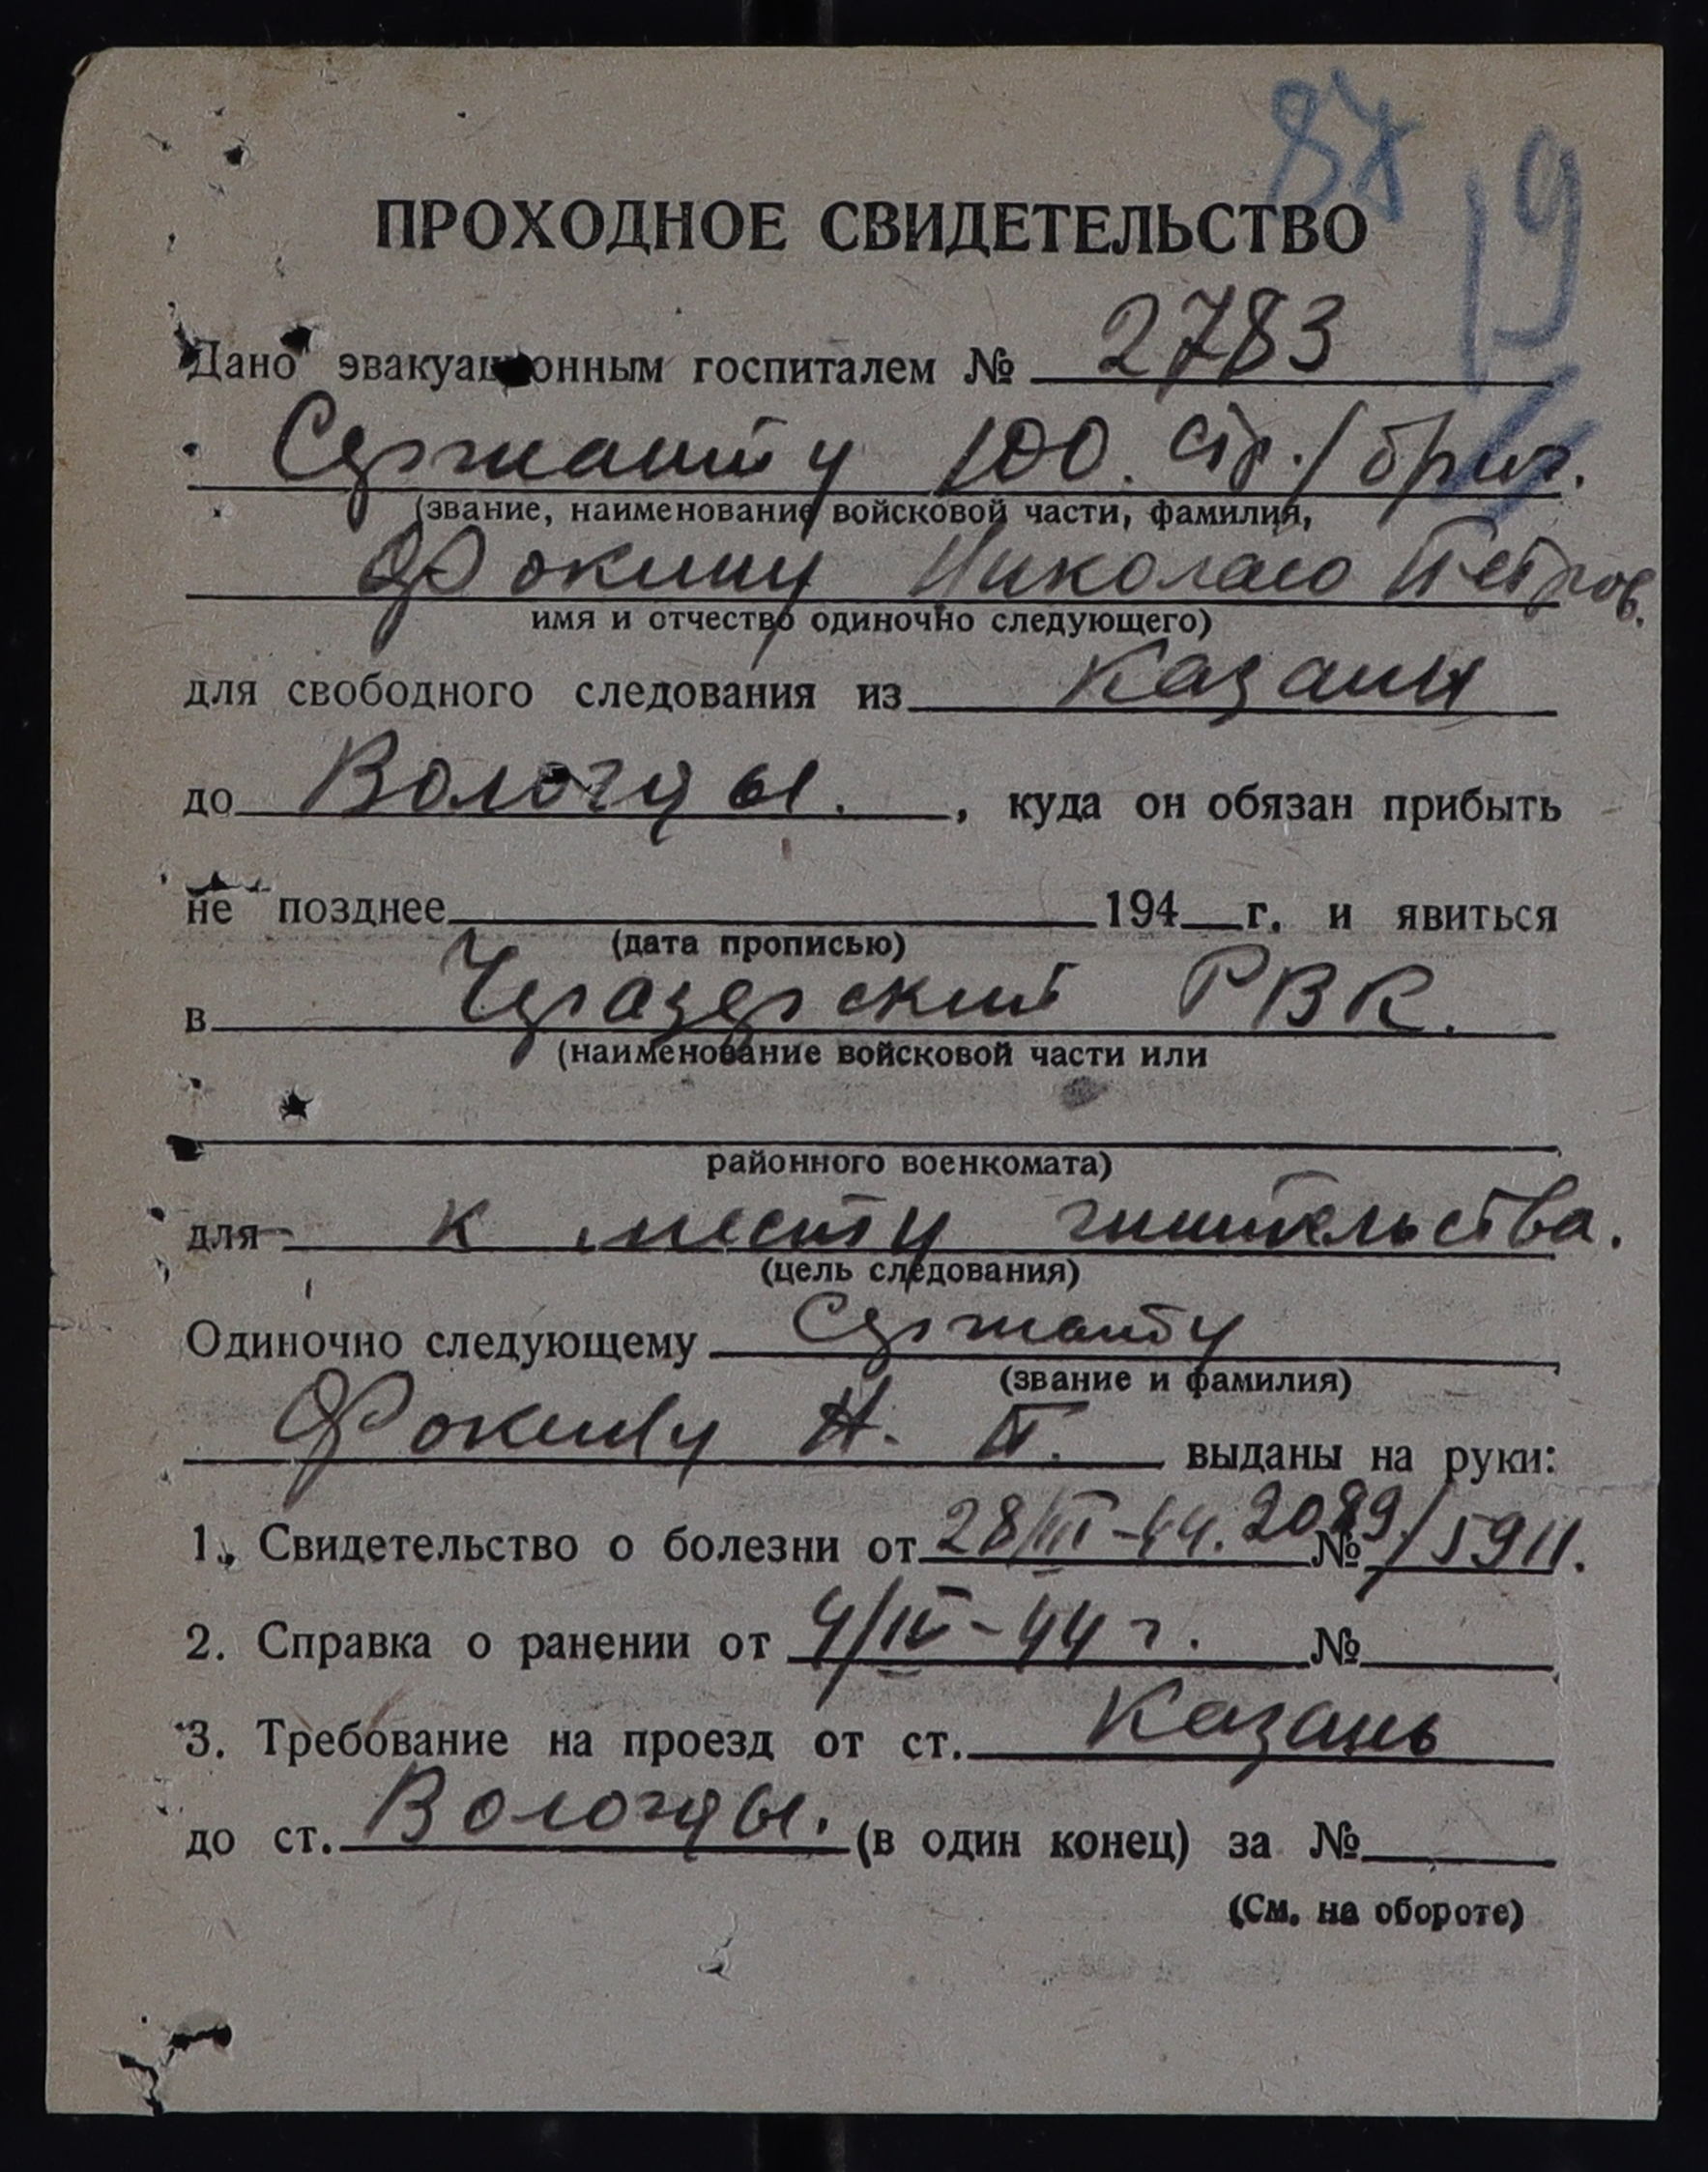 87
19
ПРОХОДНОЕ СВИДЕТЕЛЬСТВО
Дано эвакуационным госпиталем № 2783
Сержанту 100. стр./бриг.
(звание, наименование войсковой части, фамилия,
Фокину Николаю Петров.
имя и отчество одиночно следующего)
для свободного следования из Казани
до Вологды. , куда он обязан прибыть
не позднее 194 г. и явиться
(дата прописью)
в Черозерский РВК.
(наименование войсковой части или
районного военкомата)
для к месту жительства.
(цель следования)
Одиночно следующему Сержанту
(звание и фамилия)
Фокину Н. П. выданы на руки:
1. Свидетельство о болезни от 28/III-44. № 2089/5911.
2. Справка о ранении от 4/IV-44 г. №
3. Требование на проезд от ст. Казань
до ст. Вологды. (в один конец) за №
(См. на обороте)